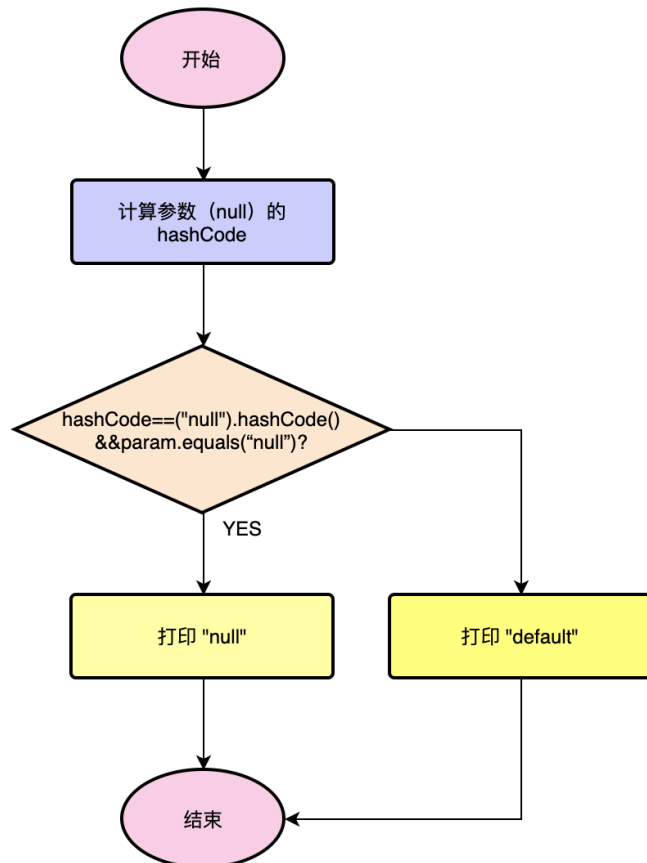 开始
计算参数（null）的
hashCode
hashCode==("null").hashCode()
&&param.equals(“null”)?
YES
打印 "null"
打印 "default"
结束